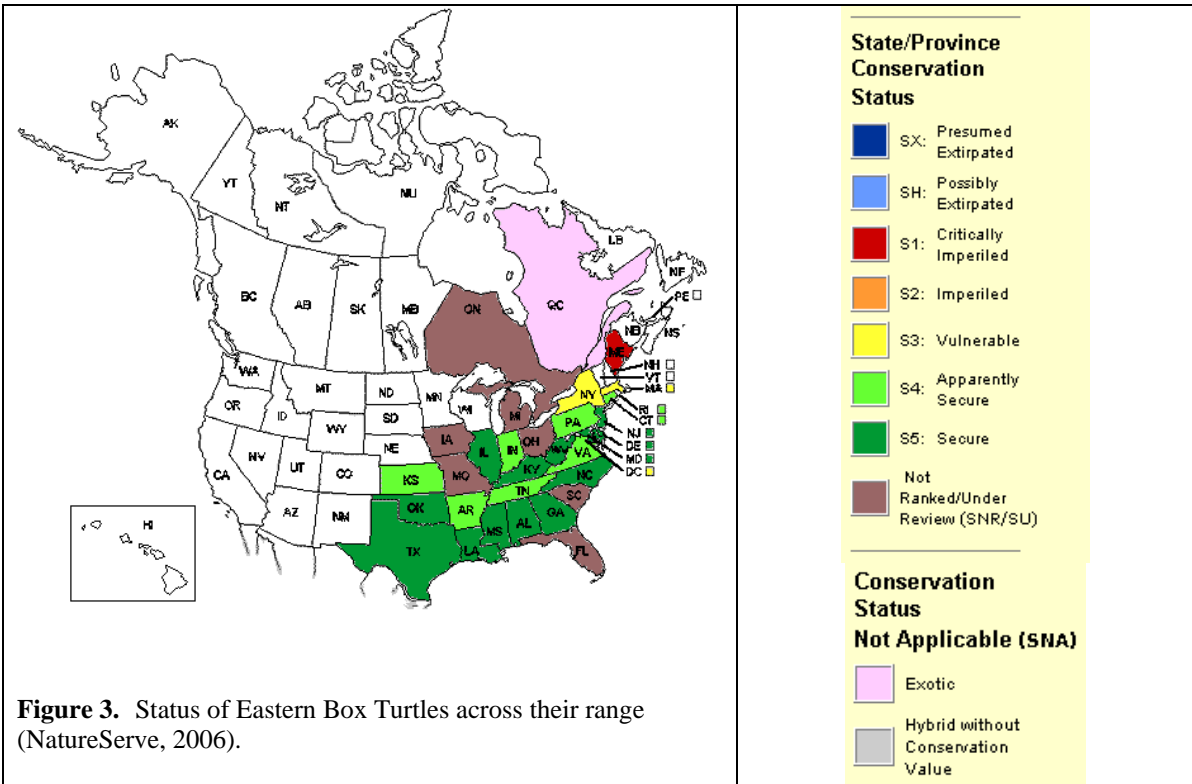 AK
YT
NT
NU
BC
AB
SK
MB
ON
QC
LB
NF
PE
NB
NS
ME
NH
VT
MA
RI
CT
NJ
DE
MD
DC
WA
OR
ID
MT
WY
ND
SD
NE
MN
WI
MI
NY
PA
CA
NV
UT
CO
AZ
NM
KS
OK
TX
IA
MO
AR
LA
IL
IN
OH
KY
TN
WV
VA
NC
SC
MS
AL
GA
FL
HI
Figure 3. Status of Eastern Box Turtles across their range
(NatureServe, 2006).
State/Province
Conservation
Status
SX: Presumed
Extirpated
SH: Possibly
Extirpated
S1: Critically
Imperiled
S2: Imperiled
S3: Vulnerable
S4: Apparently
Secure
S5: Secure
Not
Ranked/Under
Review (SNR/SU)
Conservation
Status
Not Applicable (SNA)
Exotic
Hybrid without
Conservation
Value